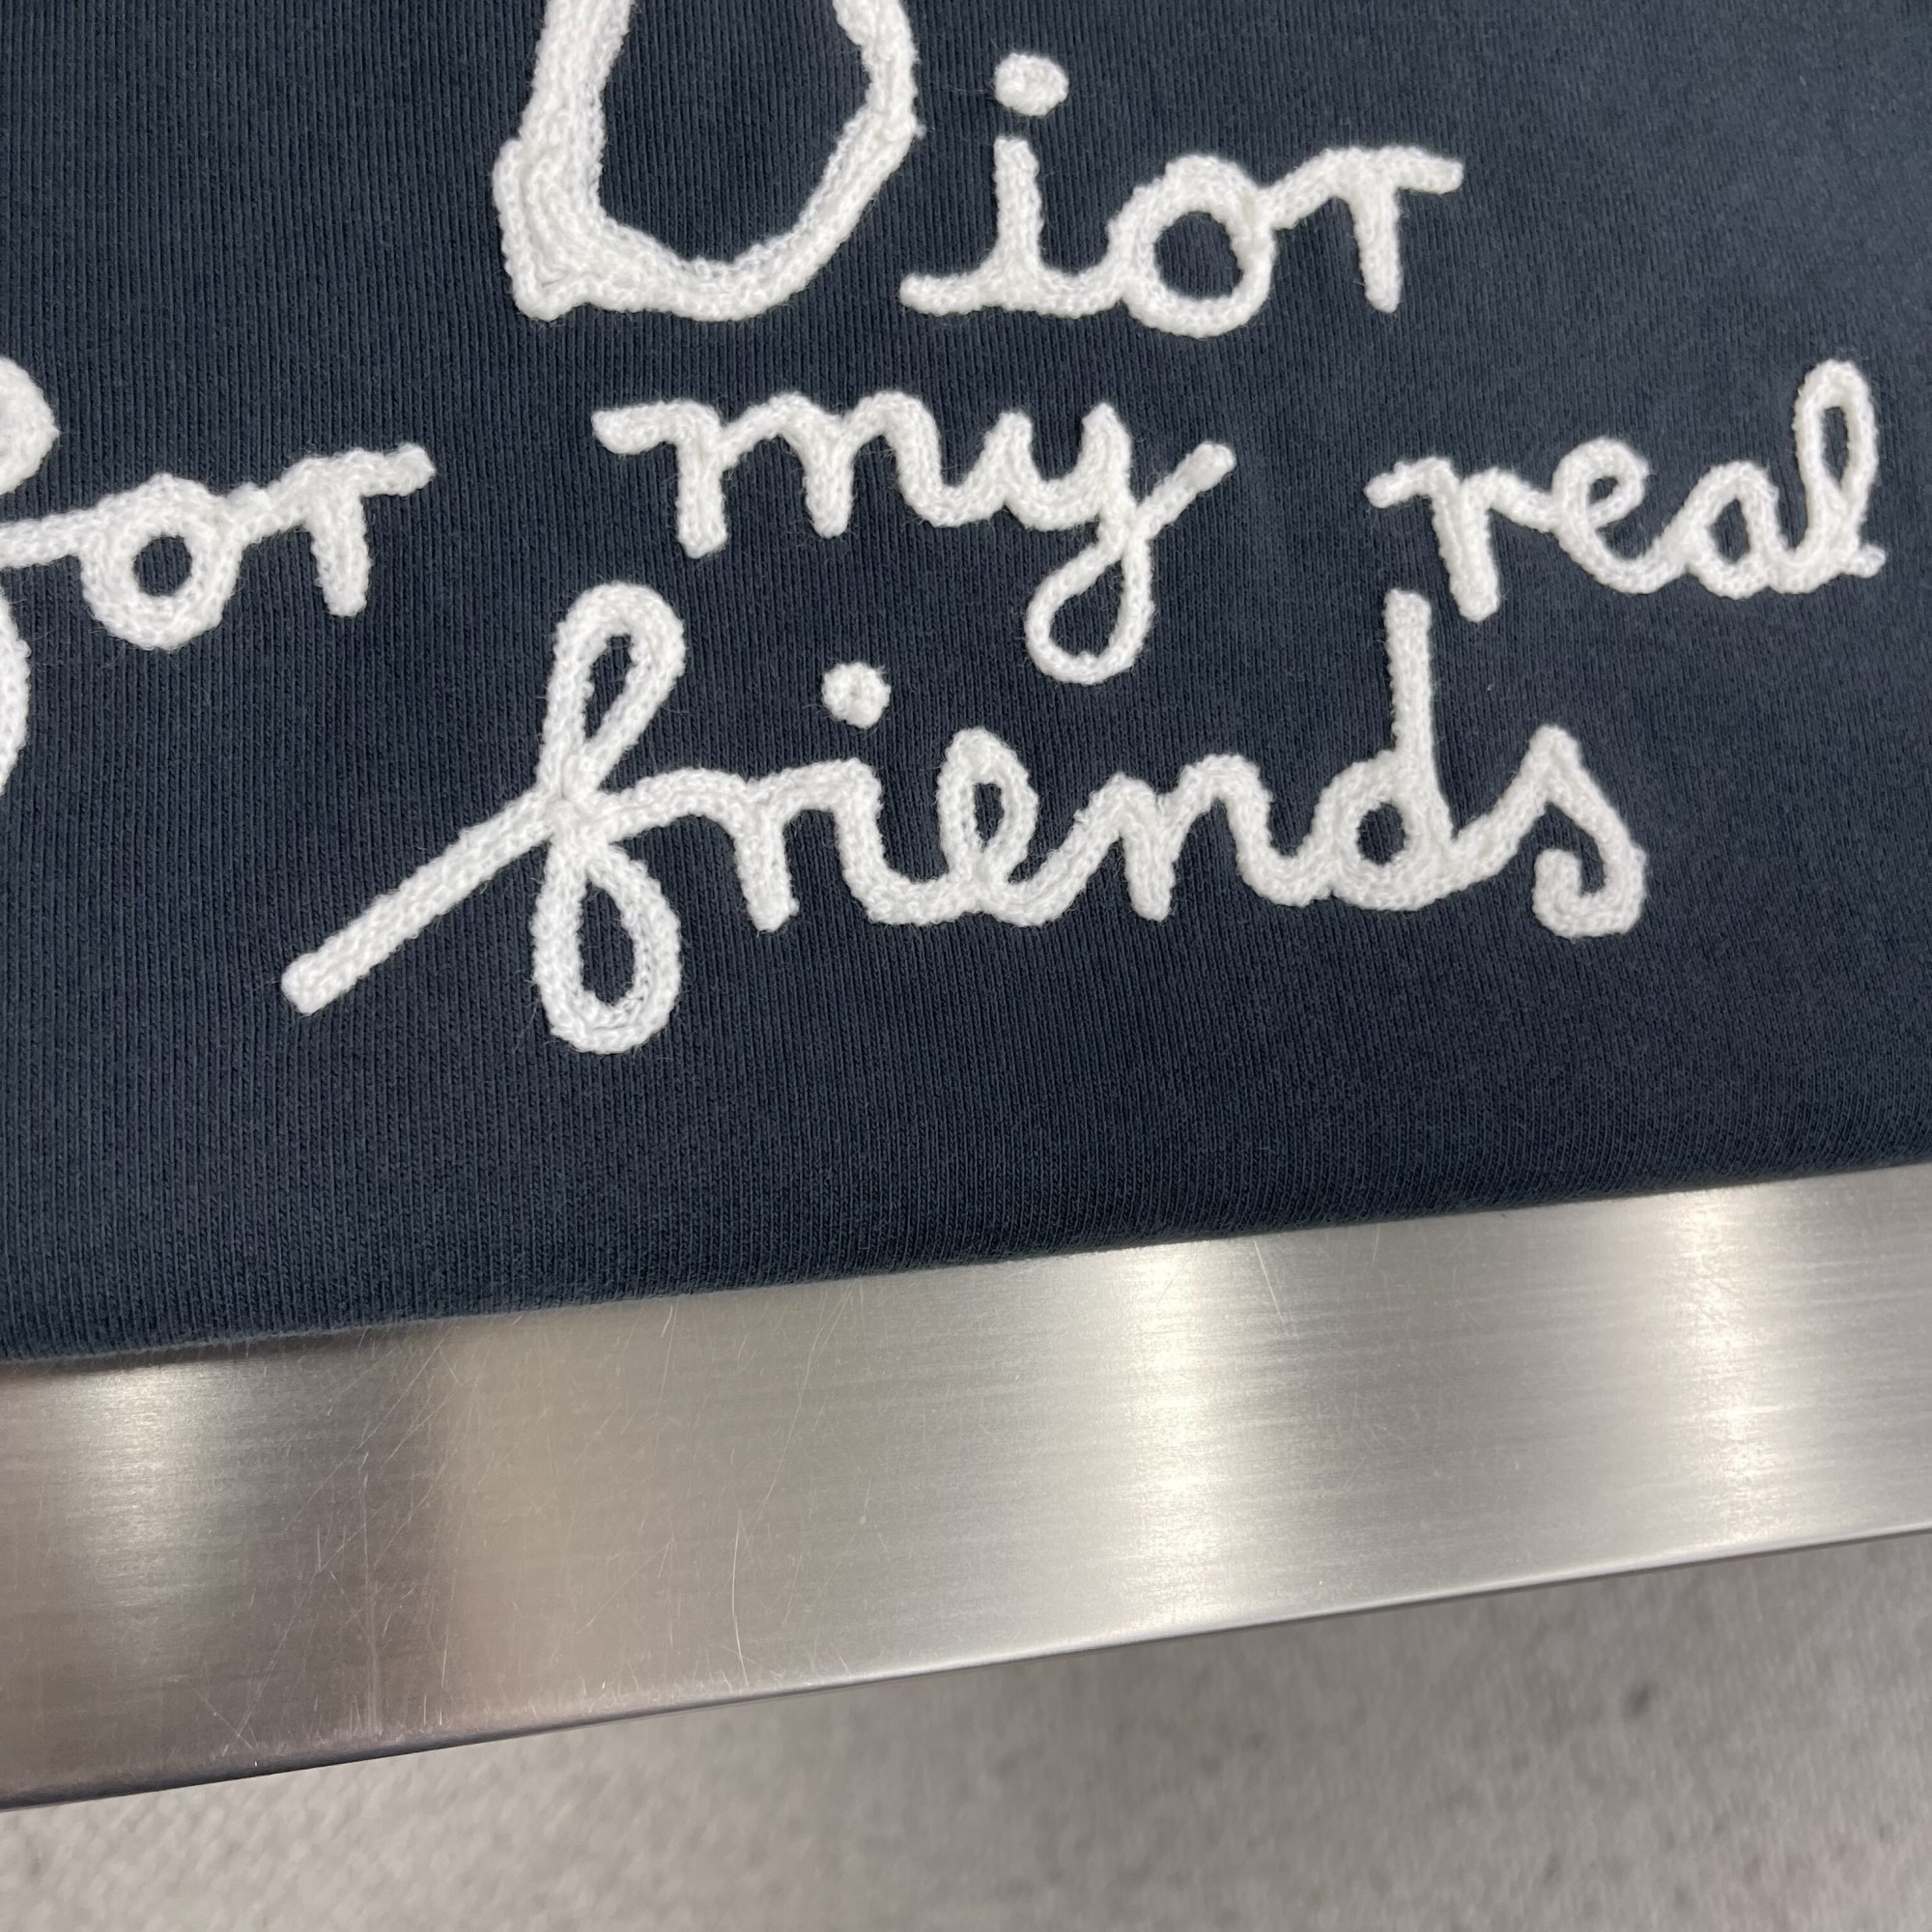 Dior
for my real
friends